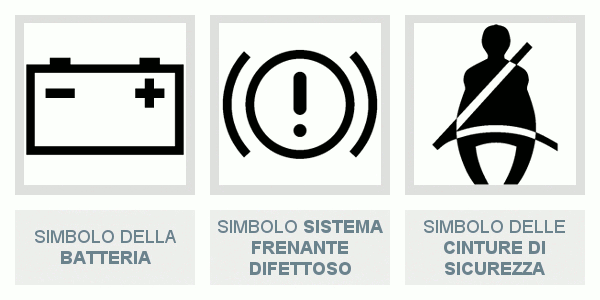 SIMBOLO DELLA
BATTERIA
SIMBOLO SISTEMA
FRENANTE
DIFETTOSO
SIMBOLO DELLE
CINTURE DI
SICUREZZA